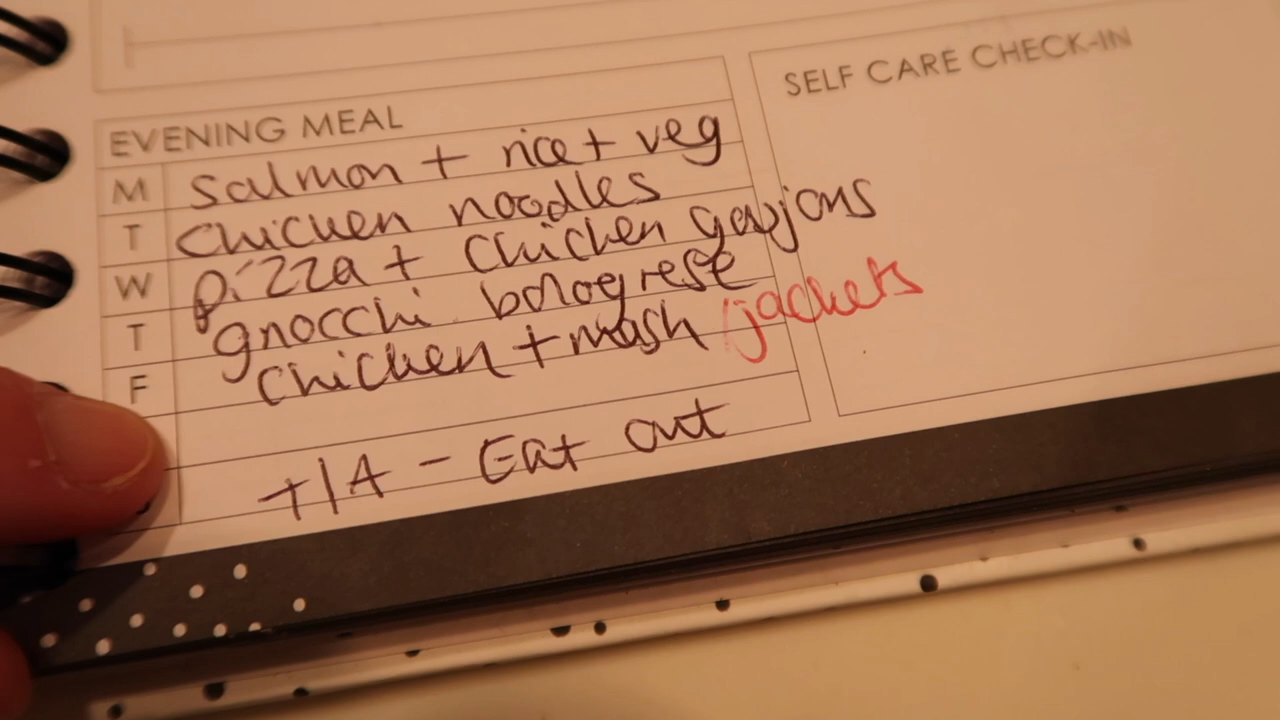 EVENING MEAL
SELF CARE CHECK-IN
M salmon + rice + veg
T chicken noodles
W pizza + chicken goujons
T gnocchi bolognese
F chicken + mash /jackets
T/A - Eat out